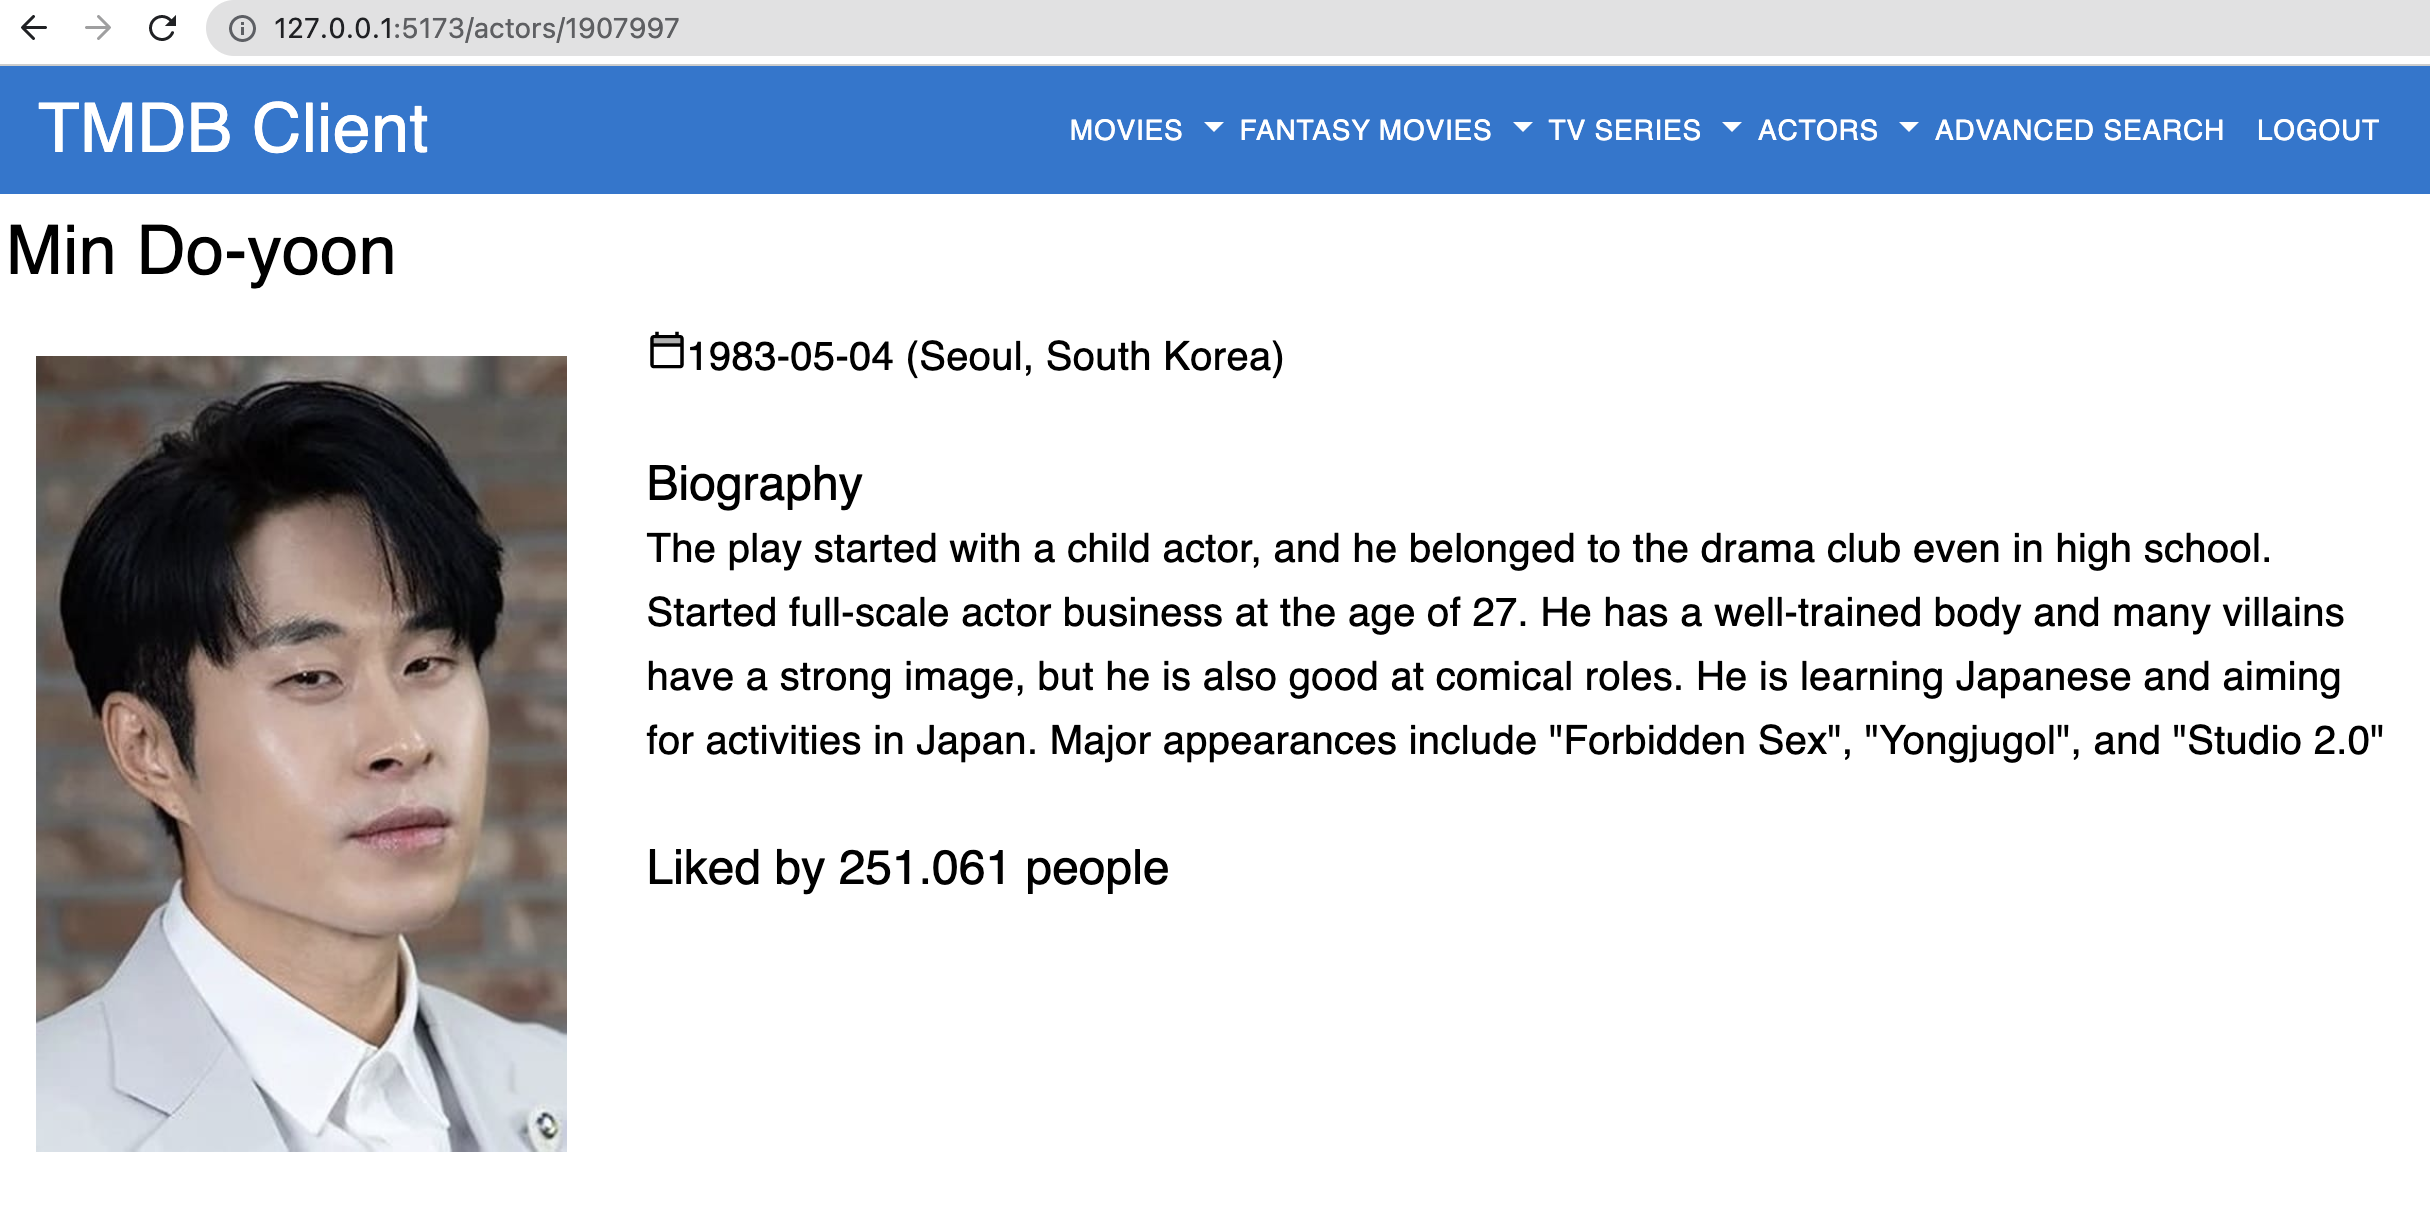 127.0.0.1:5173/actors/1907997
TMDB Client
MOVIES FANTASY MOVIES TV SERIES ACTORS ADVANCED SEARCH LOGOUT
Min Do-yoon
1983-05-04 (Seoul, South Korea)
Biography
The play started with a child actor, and he belonged to the drama club even in high school.
Started full-scale actor business at the age of 27. He has a well-trained body and many villains
have a strong image, but he is also good at comical roles. He is learning Japanese and aiming
for activities in Japan. Major appearances include "Forbidden Sex", "Yongjugol", and "Studio 2.0"
Liked by 251.061 people